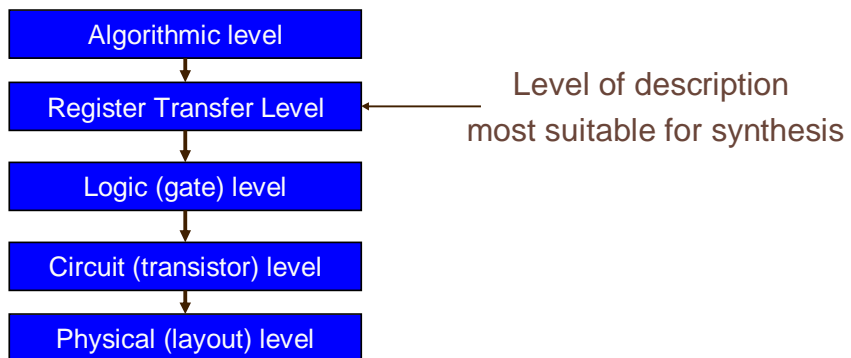 Algorithmic level
Register Transfer Level
Level of description
most suitable for synthesis
Logic (gate) level
Circuit (transistor) level
Physical (layout) level